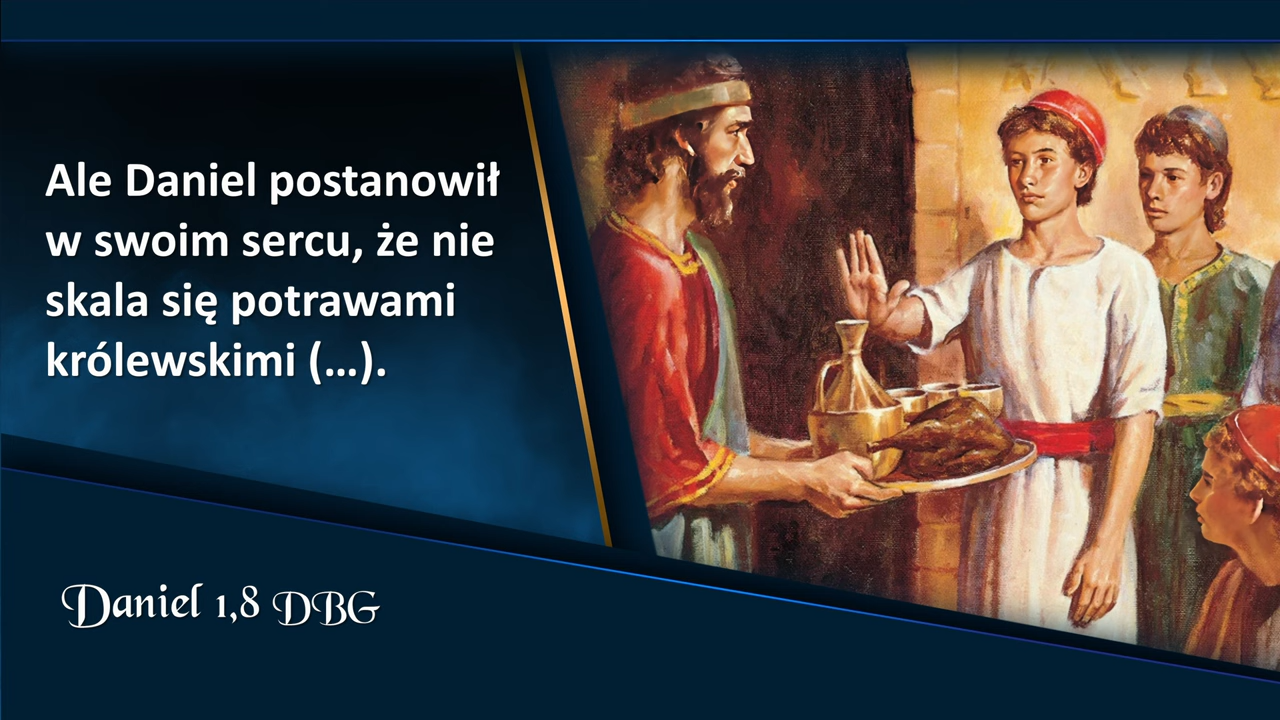 Ale Daniel postanowił
w swoim sercu, że nie
skala się potrawami
królewskimi (...).
Daniel 1,8 DBG